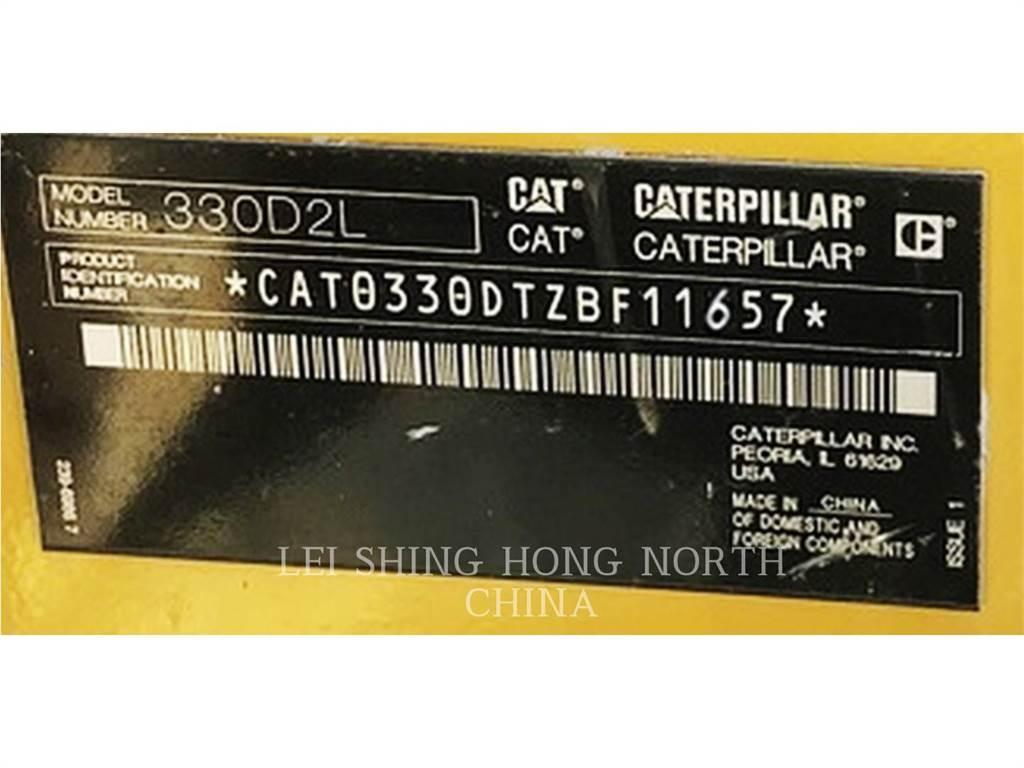 MODEL
NUMBER 330D2L
CAT®
CAT®
CATERPILLAR®
CATERPILLAR®
PRODUCT
IDENTIFICATION
NUMBER
*CAT0330DTZBF11657*
CATERPILLAR INC.
PEORIA, IL 61629
USA
MADE IN CHINA
OF DOMESTIC AND
FOREIGN COMPONENTS
ISSUE 1
LEI SHING HONG NORTH
CHINA